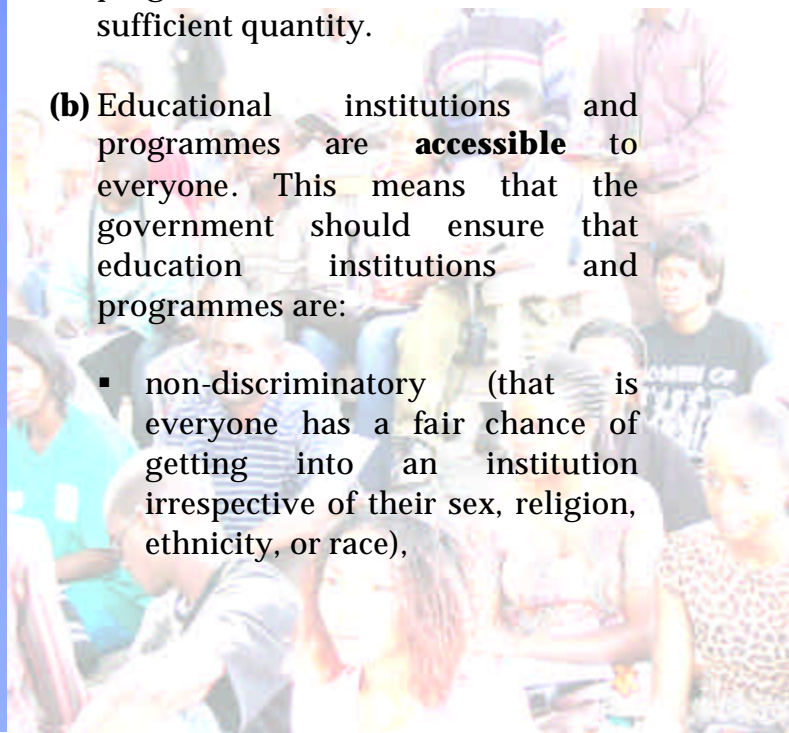 sufficient quantity.
(b) Educational institutions and
programmes are accessible to
everyone. This means that the
government should ensure that
education institutions and
programmes are:
▪ non-discriminatory (that is
everyone has a fair chance of
getting into an institution
irrespective of their sex, religion,
ethnicity, or race),